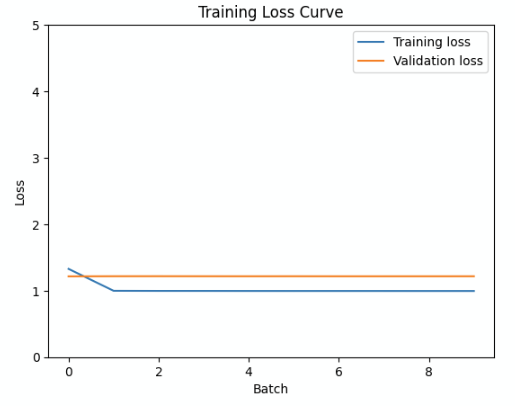 Training Loss Curve
Training loss
Validation loss
5
4
3
2
1
0
Loss
0 2 4 6 8
Batch